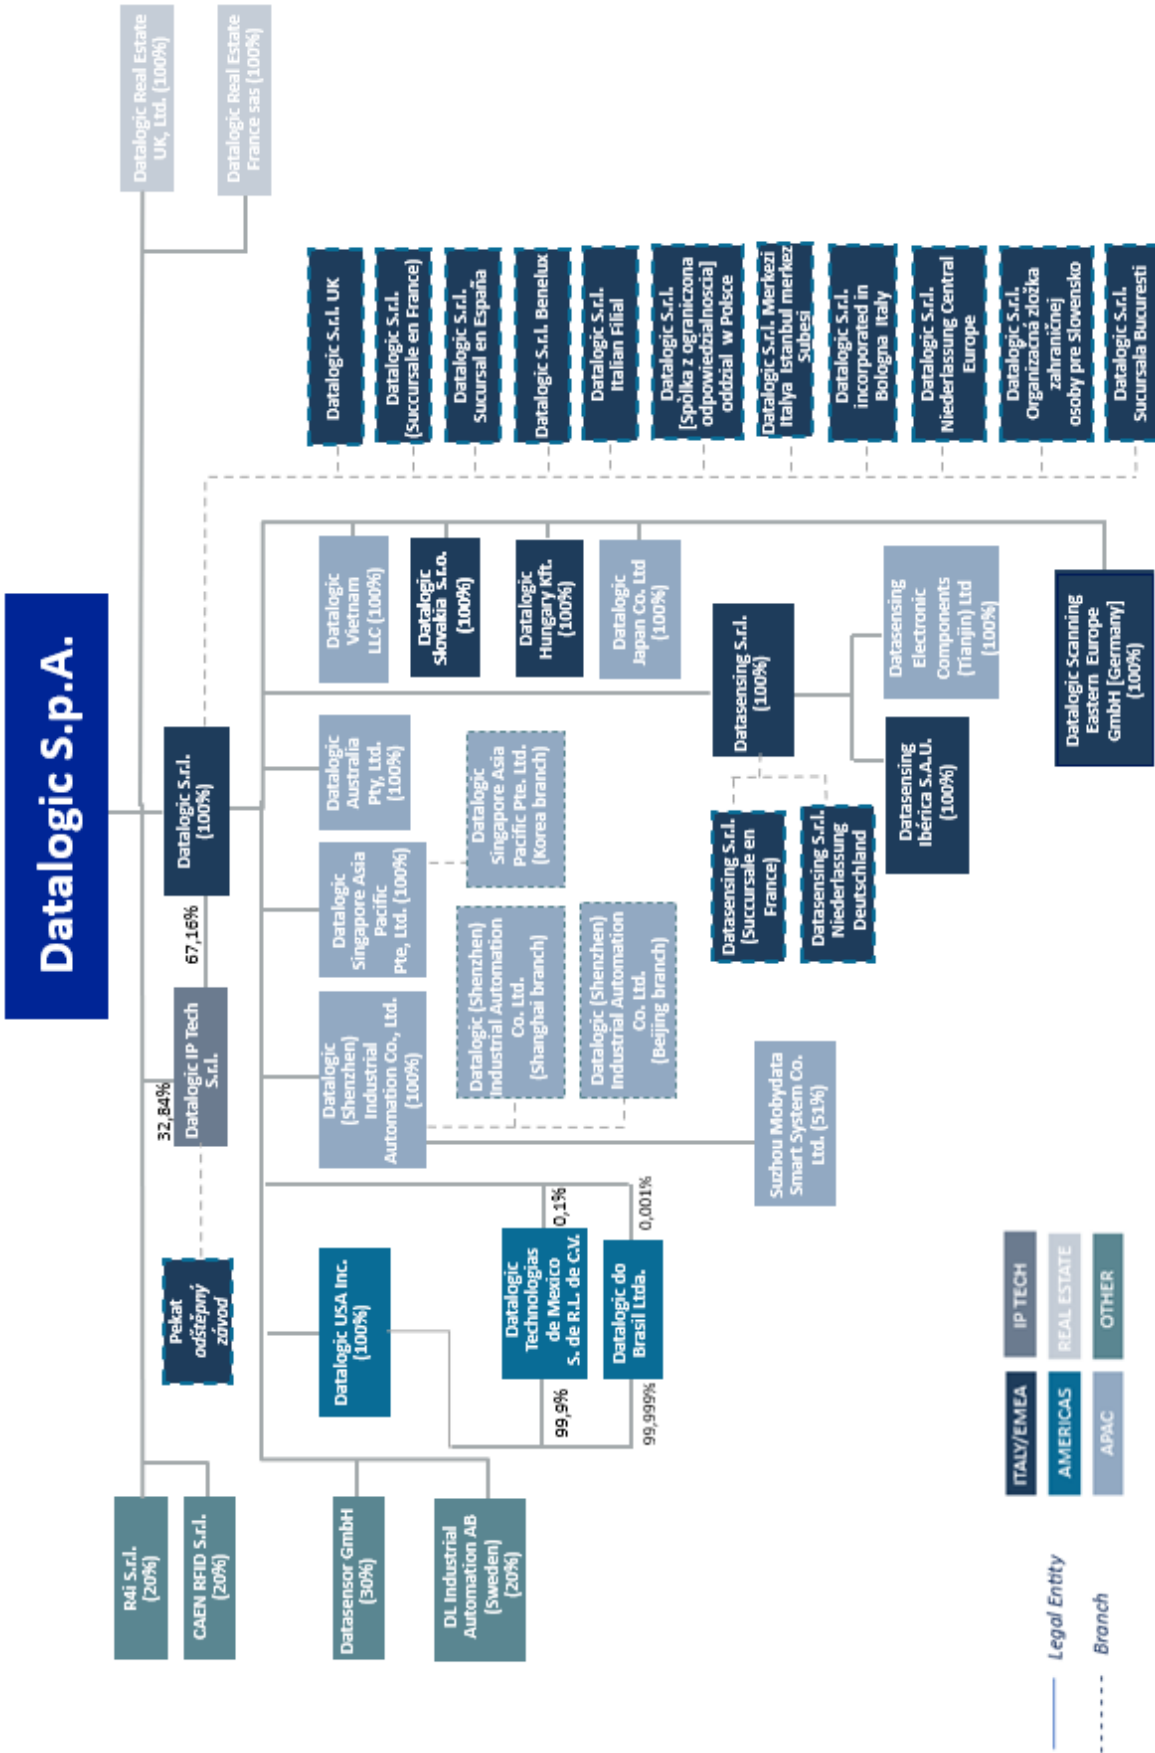 Datalogic S.p.A.
R4i S.r.l.
(20%)
CAEN RFID S.r.l.
(20%)
Pekat
odštěpný
závod
32,84%
Datalogic IP Tech
S.r.l.
67,16%
Datalogic S.r.l.
(100%)
Datalogic Real Estate
UK, Ltd. (100%)
Datalogic Real Estate
France sas (100%)
Datasensor GmbH
(30%)
DL Industrial
Automation AB
(Sweden)
(20%)
Datalogic USA Inc.
(100%)
99,9%
Datalogic
Technologias
de Mexico
S. de R.L. de C.V.
0,1%
99,999%
Datalogic do
Brasil Ltda.
0,001%
Datalogic
(Shenzhen)
Industrial
Automation Co., Ltd.
(100%)
Datalogic (Shenzhen)
Industrial Automation
Co. Ltd.
(Shanghai branch)
Datalogic (Shenzhen)
Industrial Automation
Co. Ltd.
(Beijing branch)
Suzhou Mobydata
Smart System Co.
Ltd. (51%)
Datalogic
Singapore Asia
Pacific
Pte, Ltd. (100%)
Datalogic
Singapore Asia
Pacific Pte. Ltd.
(Korea branch)
Datalogic
Australia
Pty, Ltd.
(100%)
Datalogic
Vietnam
LLC (100%)
Datalogic
Slovakia s.r.o.
(100%)
Datalogic
Hungary Kft.
(100%)
Datalogic
Japan Co. Ltd
(100%)
Datasensing S.r.l.
(100%)
Datasensing S.r.l.
(Succursale en
France)
Datasensing S.r.l.
Niederlassung
Deutschland
Datasensing
Ibérica S.A.U.
(100%)
Datasensing
Electronic
Components
(Tianjin) Ltd
(100%)
Datalogic Scanning
Eastern Europe
GmbH [Germany]
(100%)
Datalogic S.r.l. UK
Datalogic S.r.l.
(Succursale en France)
Datalogic S.r.l.
Sucursal en España
Datalogic S.r.l. Benelux
Datalogic S.r.l.
Italian Filial
Datalogic S.r.l.
[Spòlka z ograniczona
odpowiedzialnoscia]
oddzial w Polsce
Datalogic S.r.l. Merkezi
Italya Istanbul merkez
Subesi
Datalogic S.r.l.
incorporated in
Bologna Italy
Datalogic S.r.l.
Niederlassung Central
Europe
Datalogic S.r.l.
Organizacná zložka
zahraničnej
osoby pre Slovensko
Datalogic S.r.l.
Sucursala Bucuresti
ITALY/EMEA
IP TECH
AMERICAS
REAL ESTATE
APAC
OTHER
Legal Entity
Branch